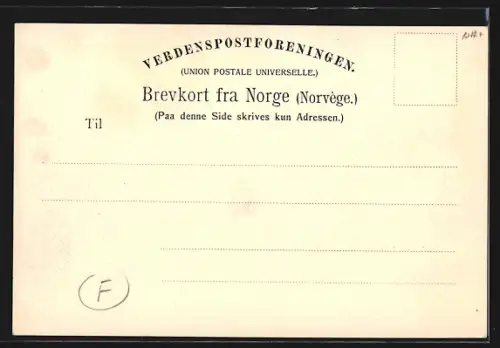 VERDENSPOSTFORENINGEN.
(UNION POSTALE UNIVERSELLE.)
Brevkort fra Norge (Norvège.)
(Paa denne Side skrives kun Adressen.)
Til
F